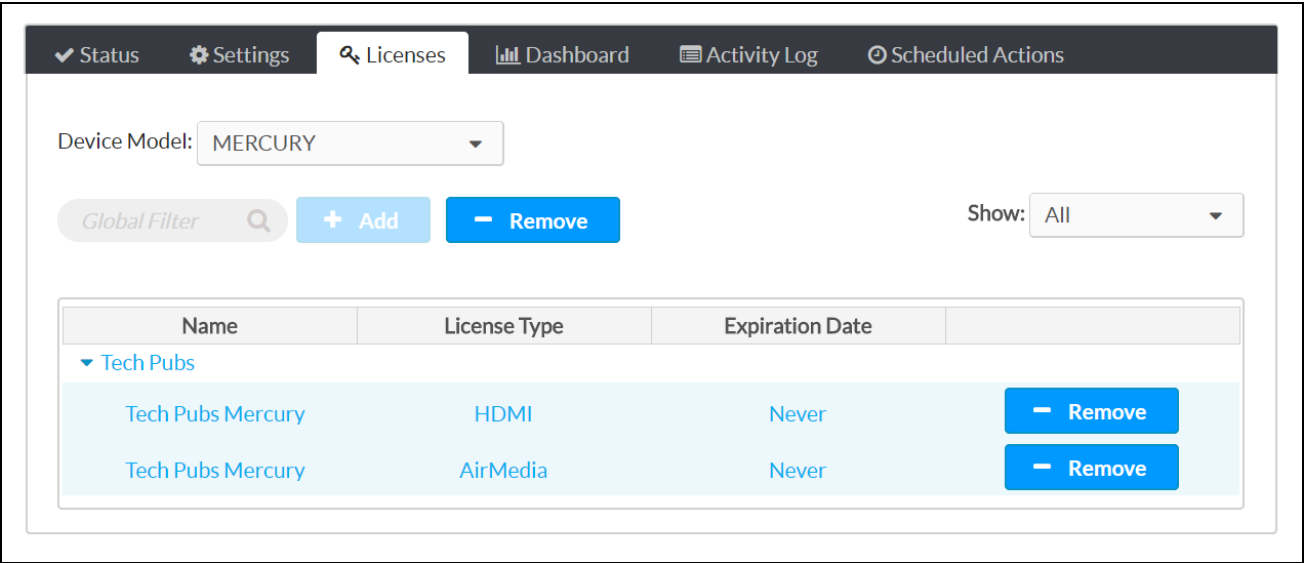 Status Settings Licenses Dashboard Activity Log Scheduled Actions
Device Model: MERCURY
Global Filter + Add − Remove Show: All
Name License Type Expiration Date
Tech Pubs
Tech Pubs Mercury HDMI Never − Remove
Tech Pubs Mercury AirMedia Never − Remove